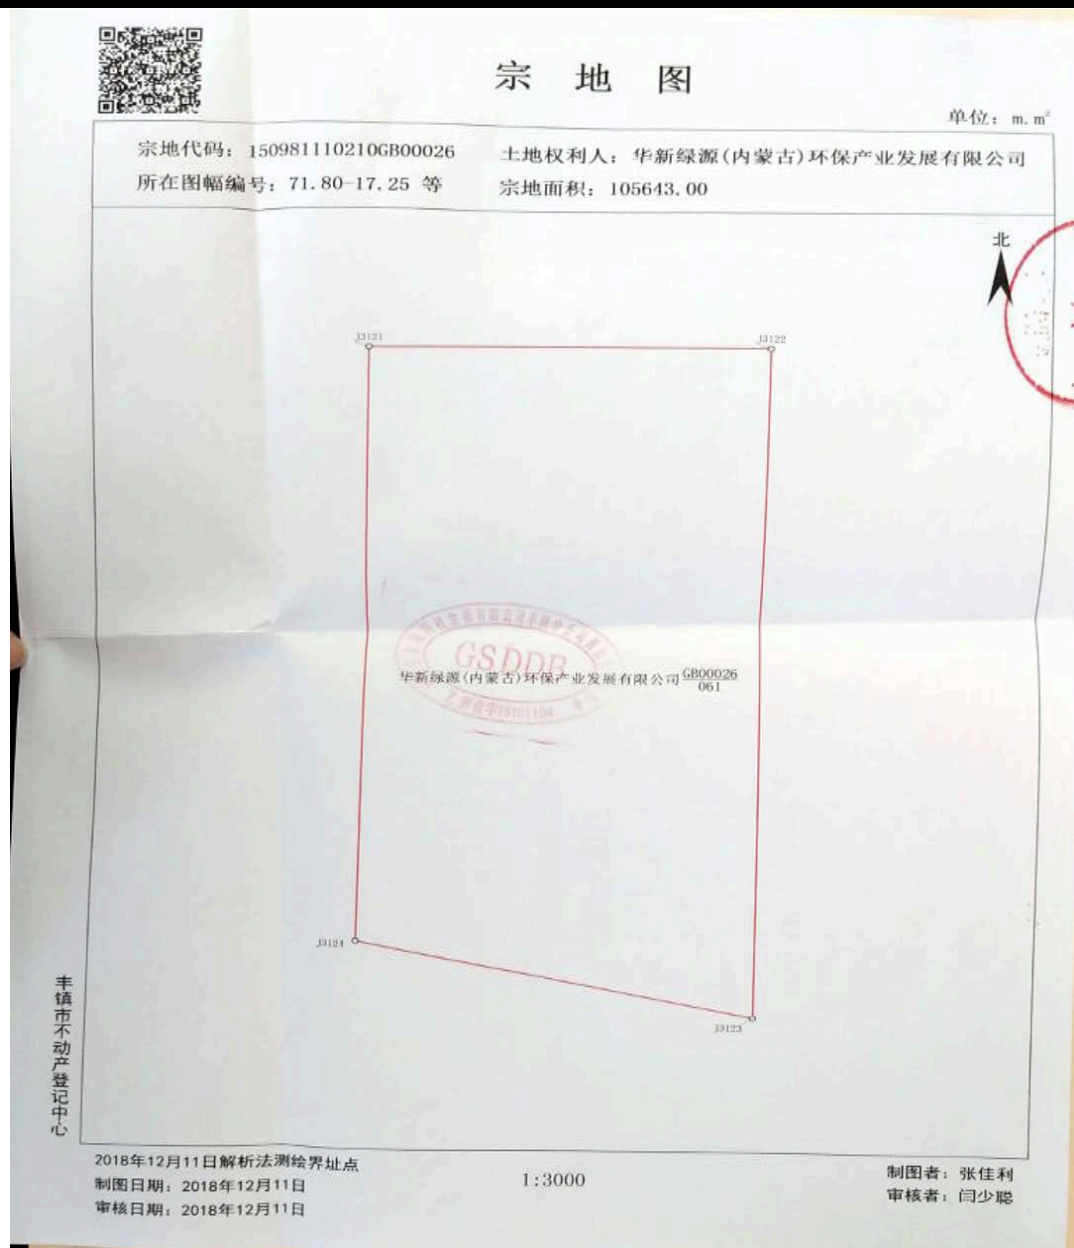 宗 地 图
单位：m.m²
宗地代码：150981110210GB00026
土地权利人：华新绿源(内蒙古)环保产业发展有限公司
所在图幅编号：71.80-17.25 等
宗地面积：105643.00
北
J3121
J3122
GSDDB
华新绿源(内蒙古)环保产业发展有限公司 GB00026
061
15101104
J3124
J3123
丰镇市不动产登记中心
2018年12月11日解析法测绘界址点
制图日期：2018年12月11日
审核日期：2018年12月11日
1:3000
制图者：张佳利
审核者：闫少聪